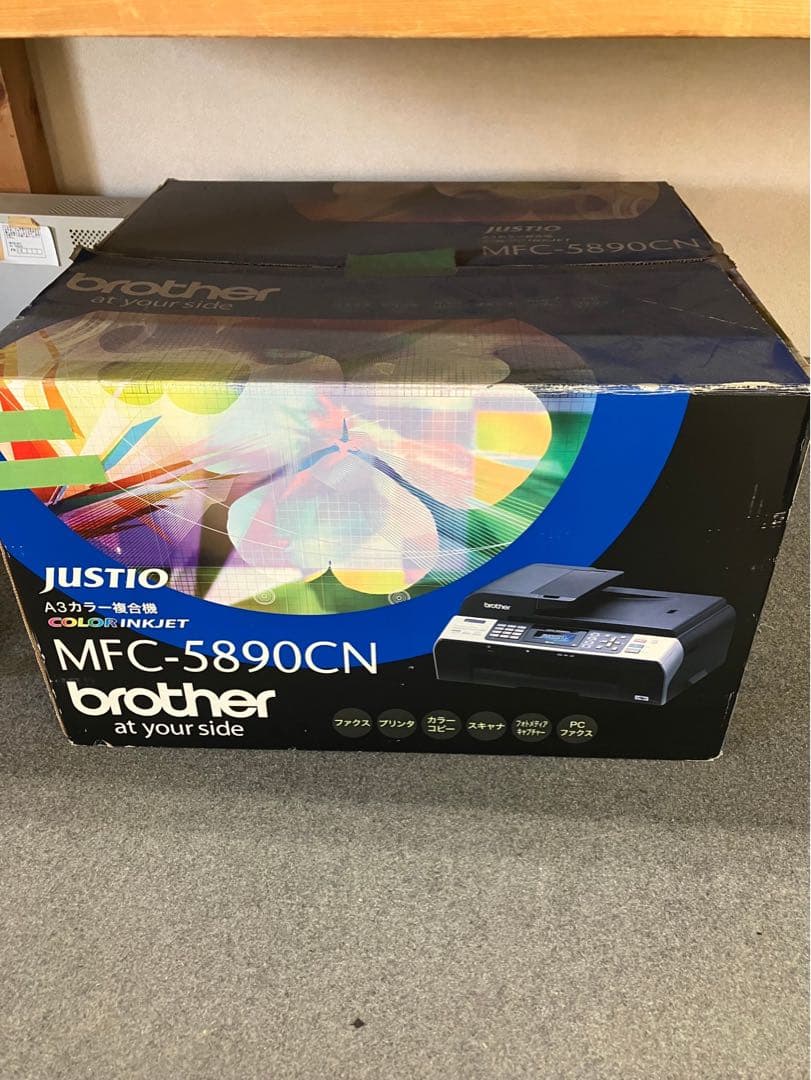 JUSTIO
MFC-5890CN
brother
at your side
JUSTIO
A3カラー複合機
COLOR INKJET
MFC-5890CN
brother
at your side
brother
ファクス
プリンタ
カラー
コピー
スキャナ
フォトメディア
キャプチャー
PC
ファクス